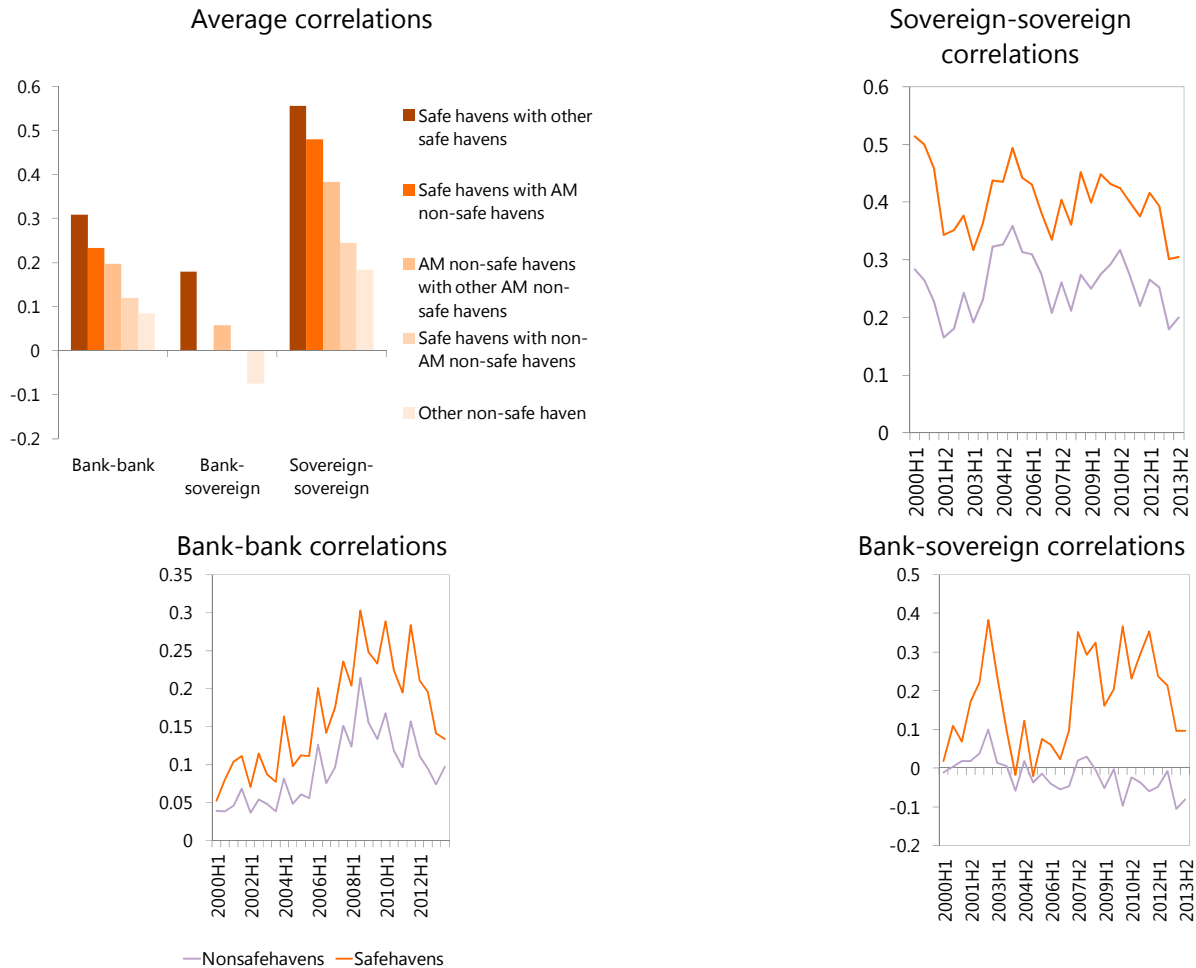 Average correlations
0.6
0.5
0.4
0.3
0.2
0.1
0
-0.1
-0.2
Bank-bank
Bank-
sovereign
Sovereign-
sovereign
Safe havens with other
safe havens
Safe havens with AM
non-safe havens
AM non-safe havens
with other AM non-
safe havens
Safe havens with non-
AM non-safe havens
Other non-safe haven
Sovereign-sovereign
correlations
0.6
0.5
0.4
0.3
0.2
0.1
0
2000H1
2001H2
2003H1
2004H2
2006H1
2007H2
2009H1
2010H2
2012H1
2013H2
Bank-bank correlations
0.35
0.3
0.25
0.2
0.15
0.1
0.05
0
2000H1
2002H1
2004H1
2006H1
2008H1
2010H1
2012H1
Nonsafehavens
Safehavens
Bank-sovereign correlations
0.5
0.4
0.3
0.2
0.1
0
-0.1
-0.2
2000H1
2001H2
2003H1
2004H2
2006H1
2007H2
2009H1
2010H2
2012H1
2013H2